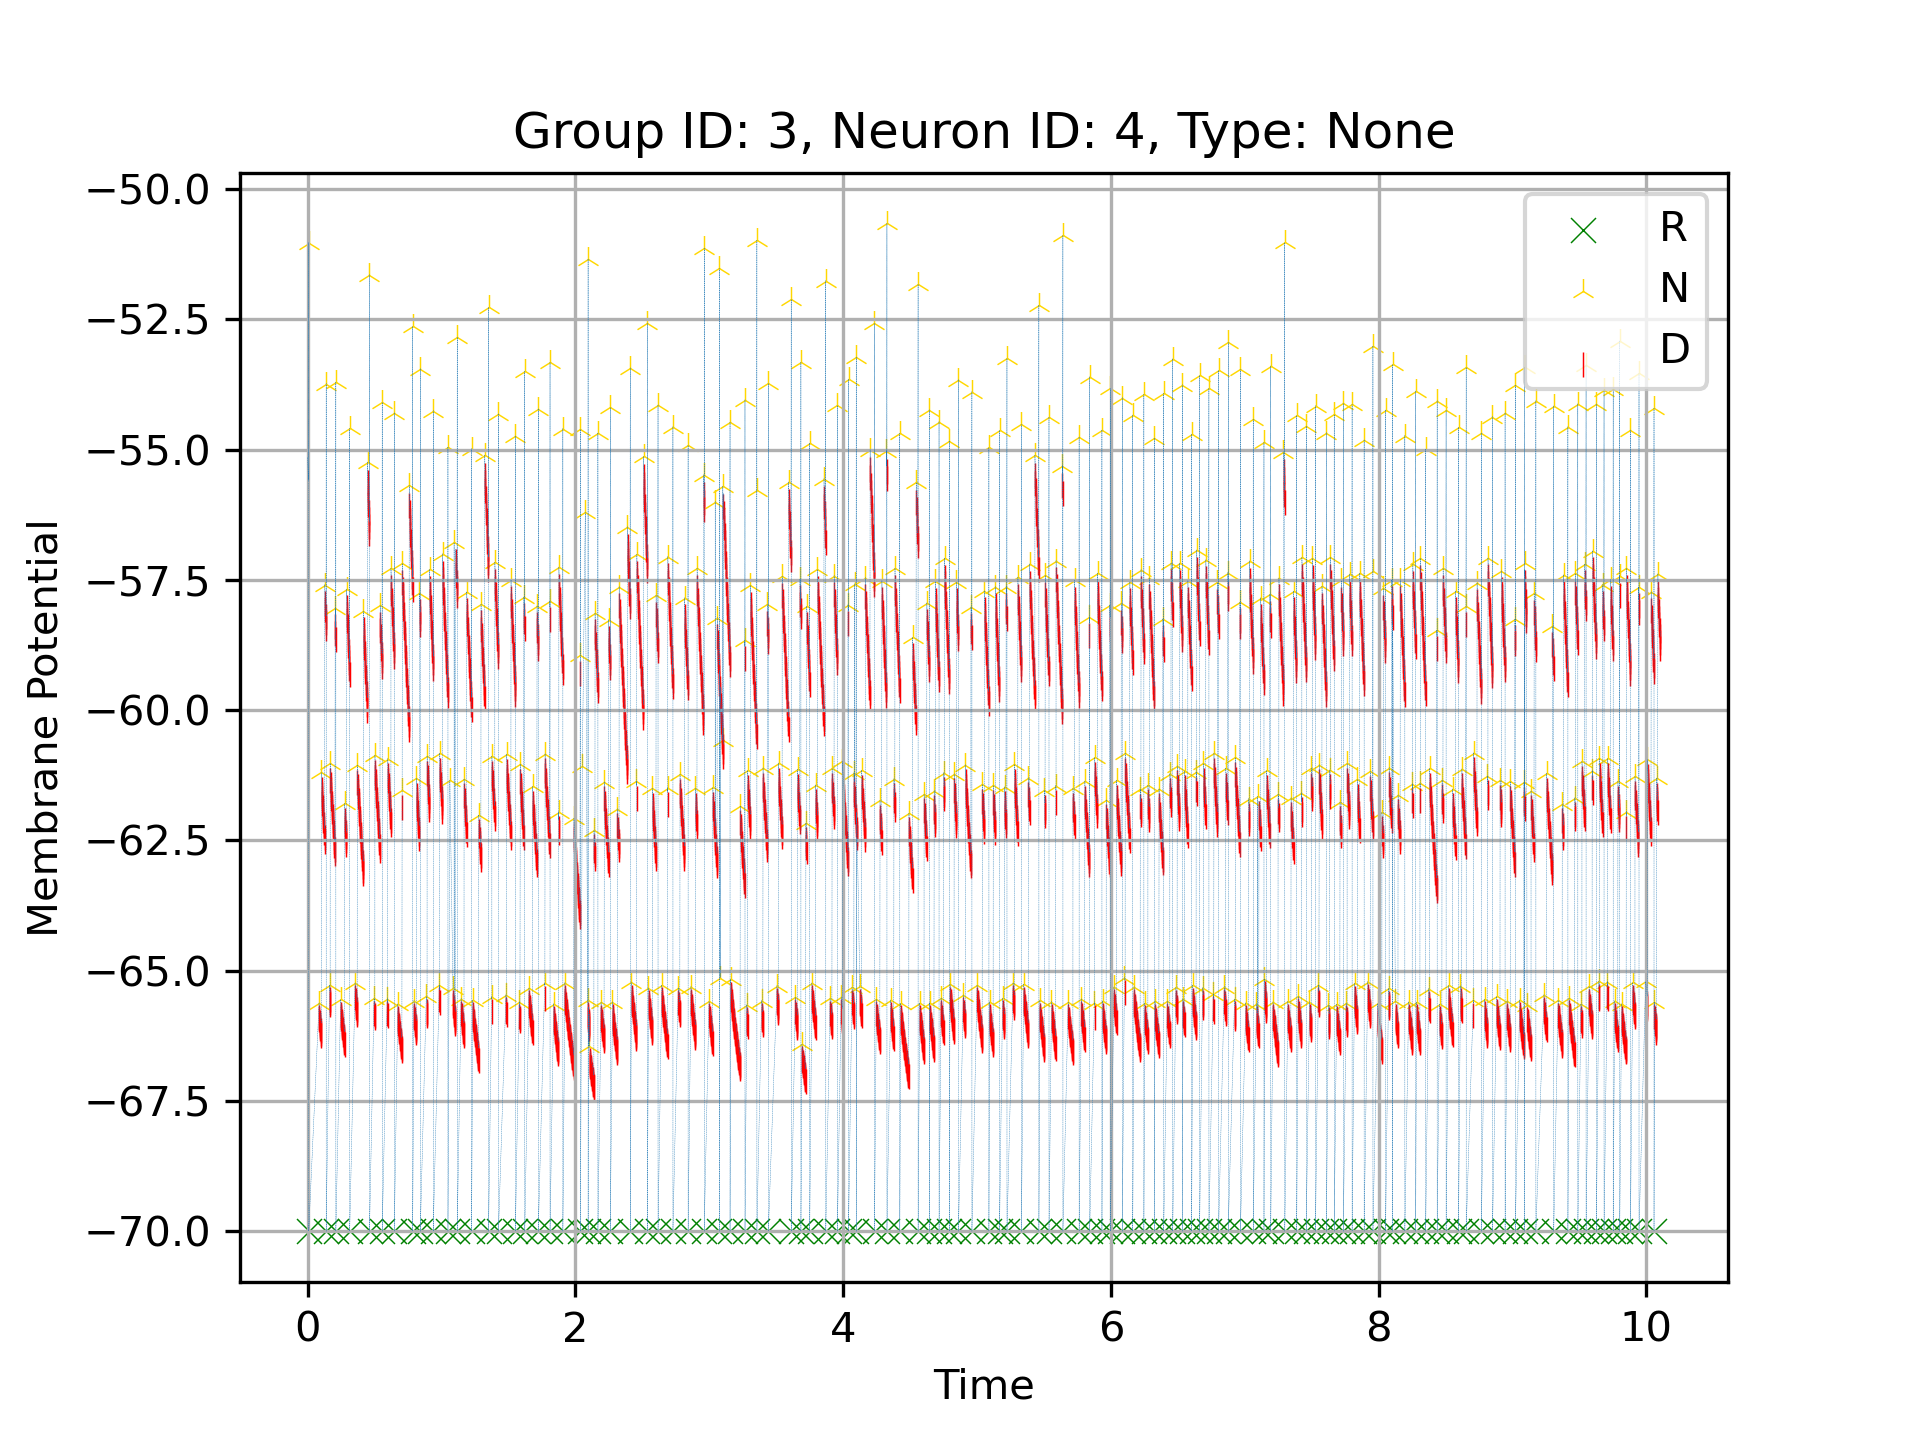 Group ID: 3, Neuron ID: 4, Type: None
R
N
D
Membrane Potential
−50.0
−52.5
−55.0
−57.5
−60.0
−62.5
−65.0
−67.5
−70.0
0 2 4 6 8 10
Time